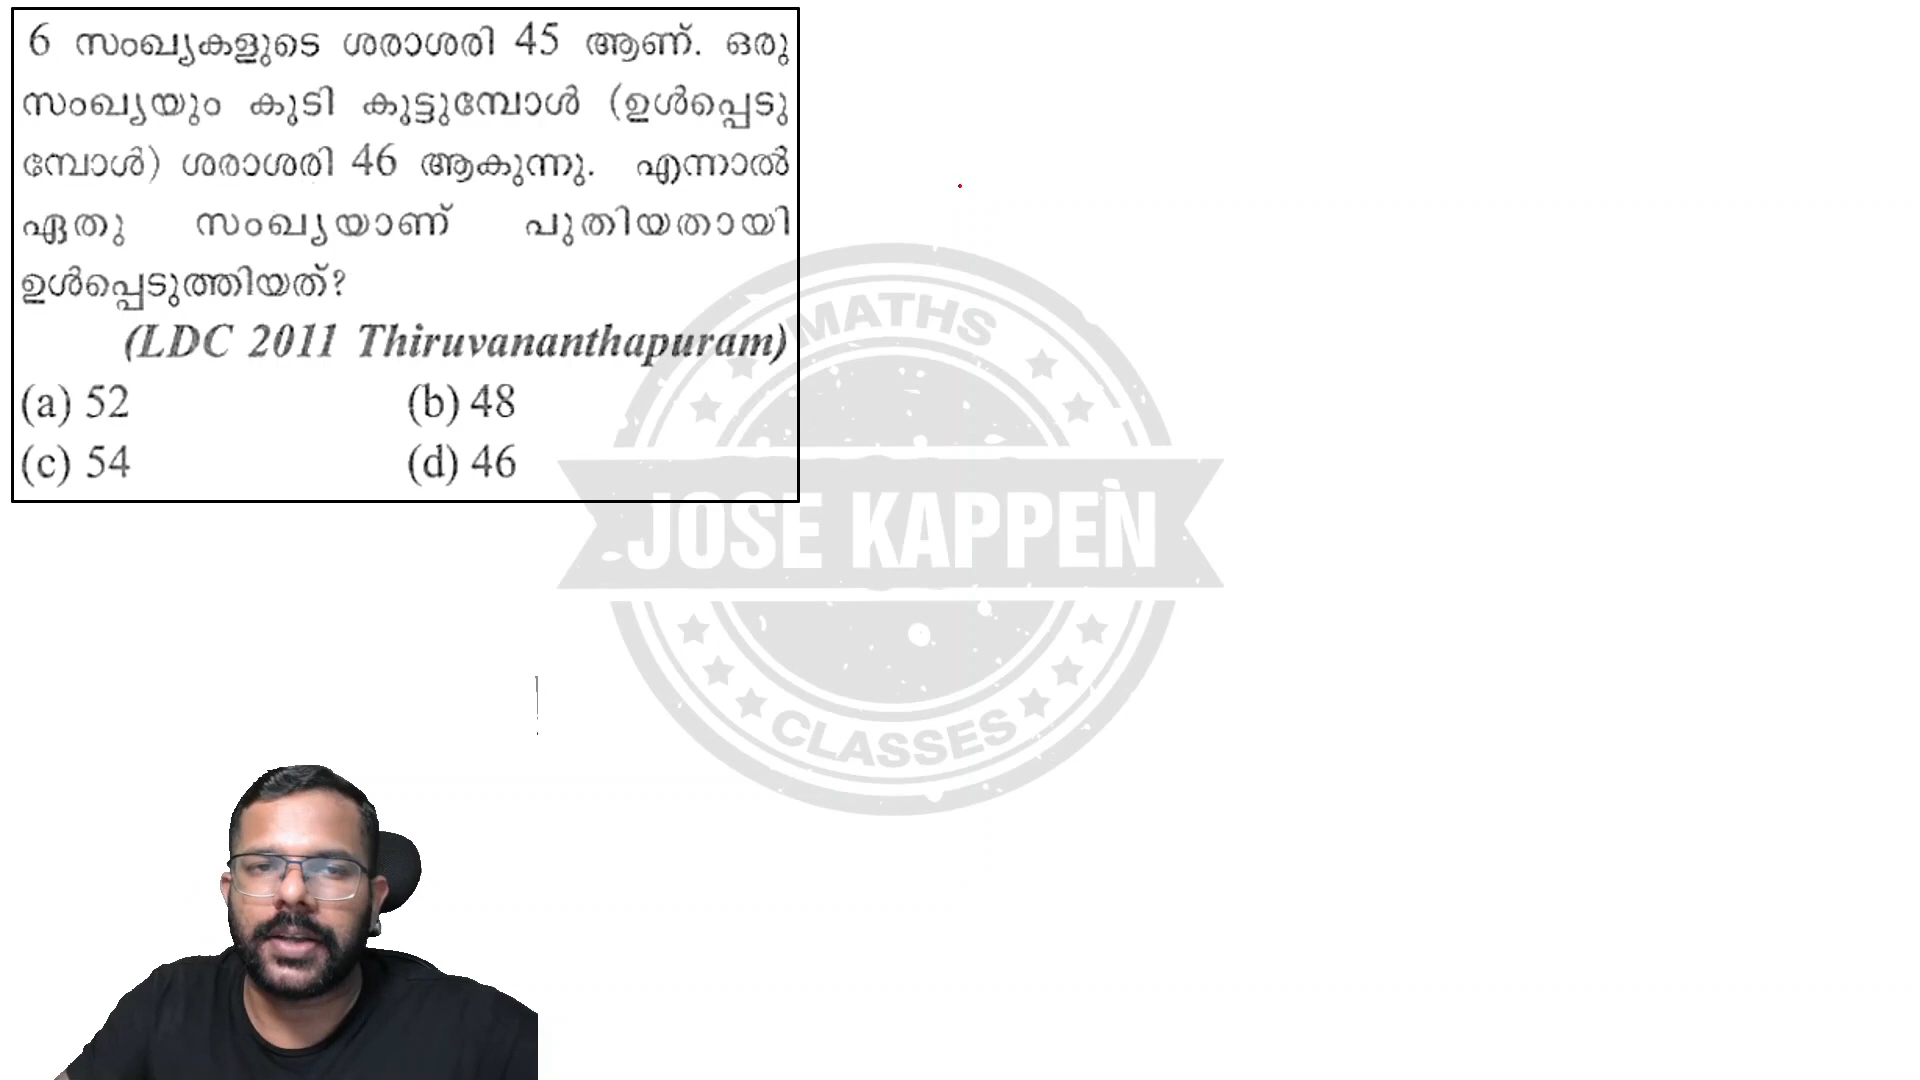 6 സംഖ്യകളുടെ ശരാശരി 45 ആണ്. ഒരു
സംഖ്യയും കൂടി കൂട്ടുമ്പോൾ (ഉൾപ്പെടു
മ്പോൾ) ശരാശരി 46 ആകുന്നു. എന്നാൽ
ഏതു സംഖ്യയാണ് പുതിയതായി
ഉൾപ്പെടുത്തിയത്?
(LDC 2011 Thiruvananthapuram)
(a) 52 (b) 48
(c) 54 (d) 46
MATHS
JOSE KAPPEN
CLASSES